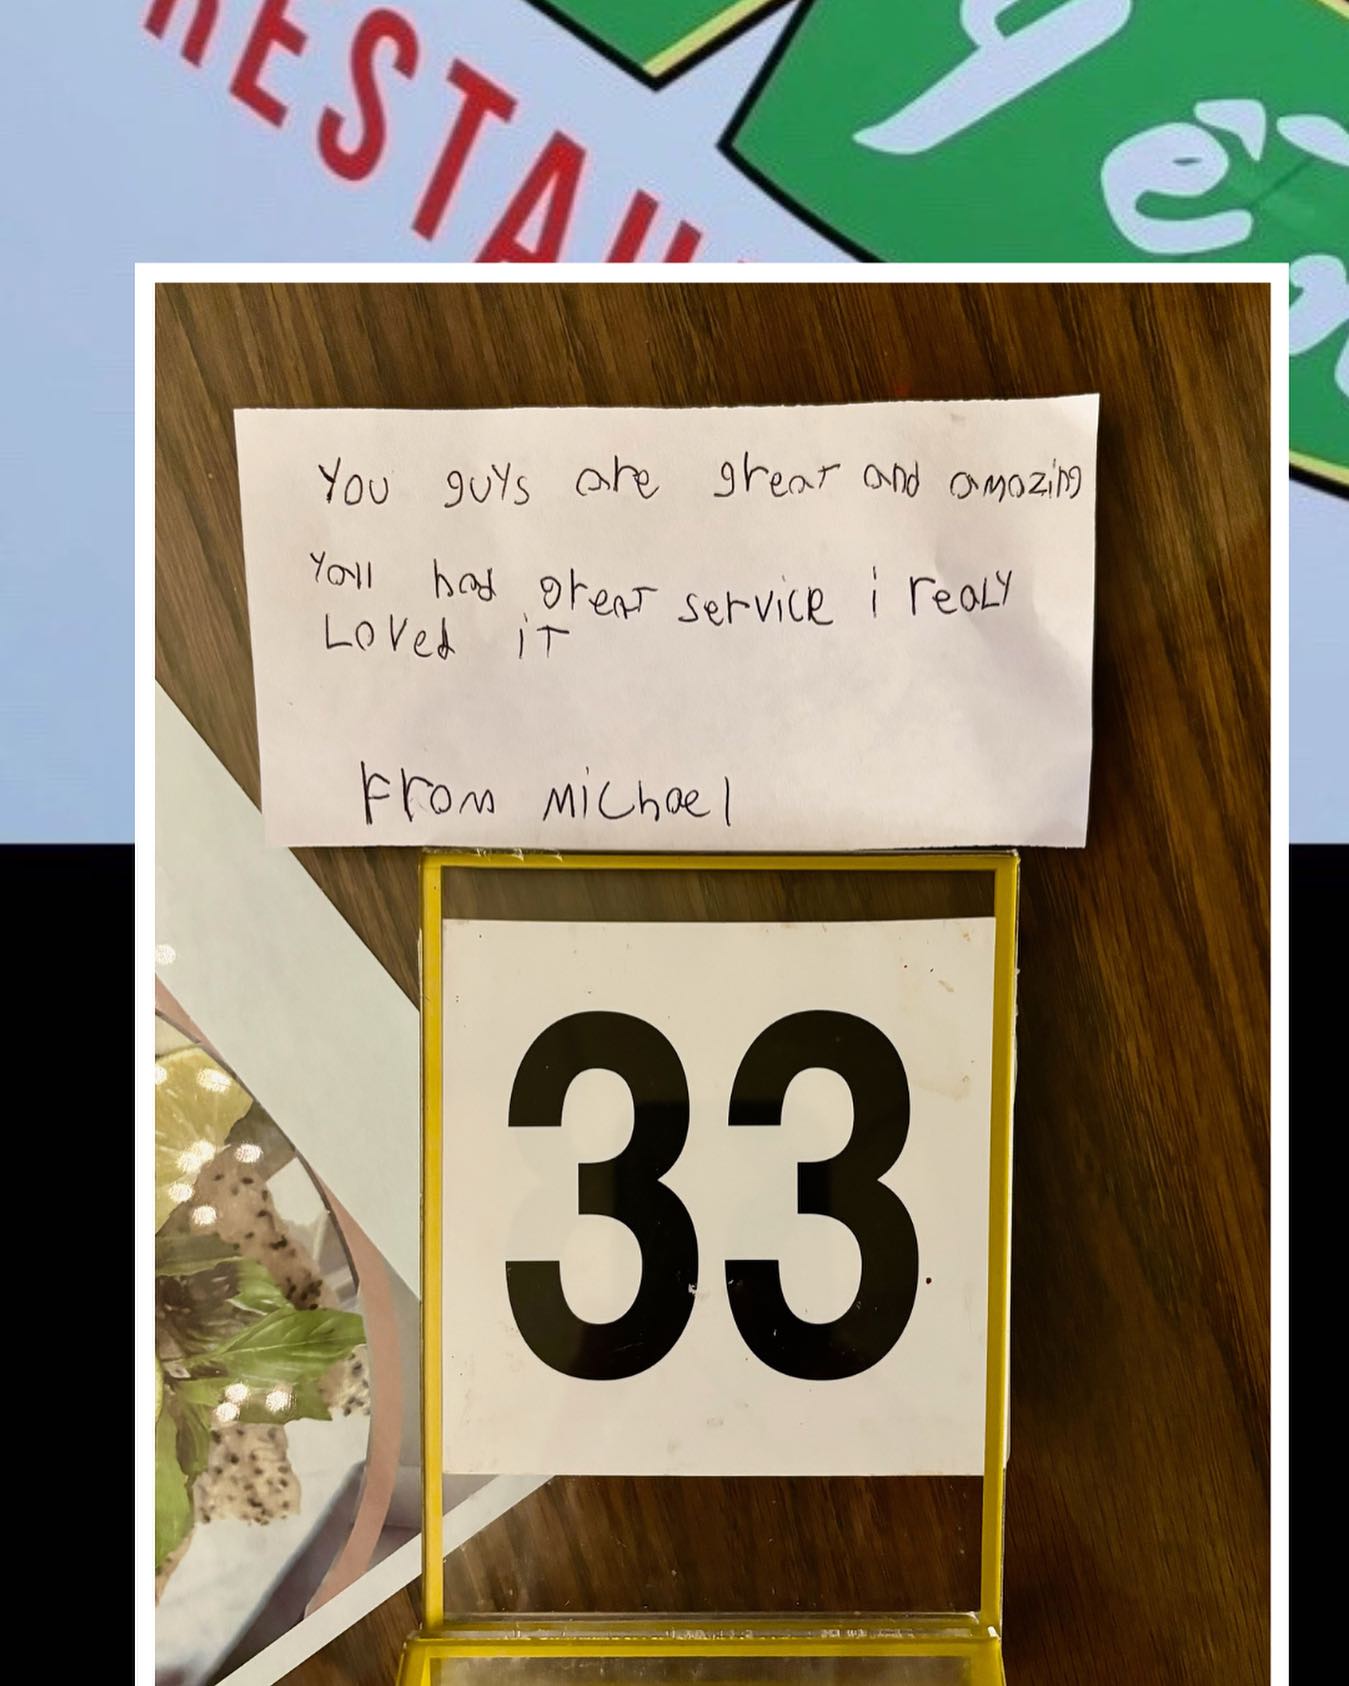 RESTAU
You guys are great and amazing
Yall had great service i realy
Loved iT
From Michael
33